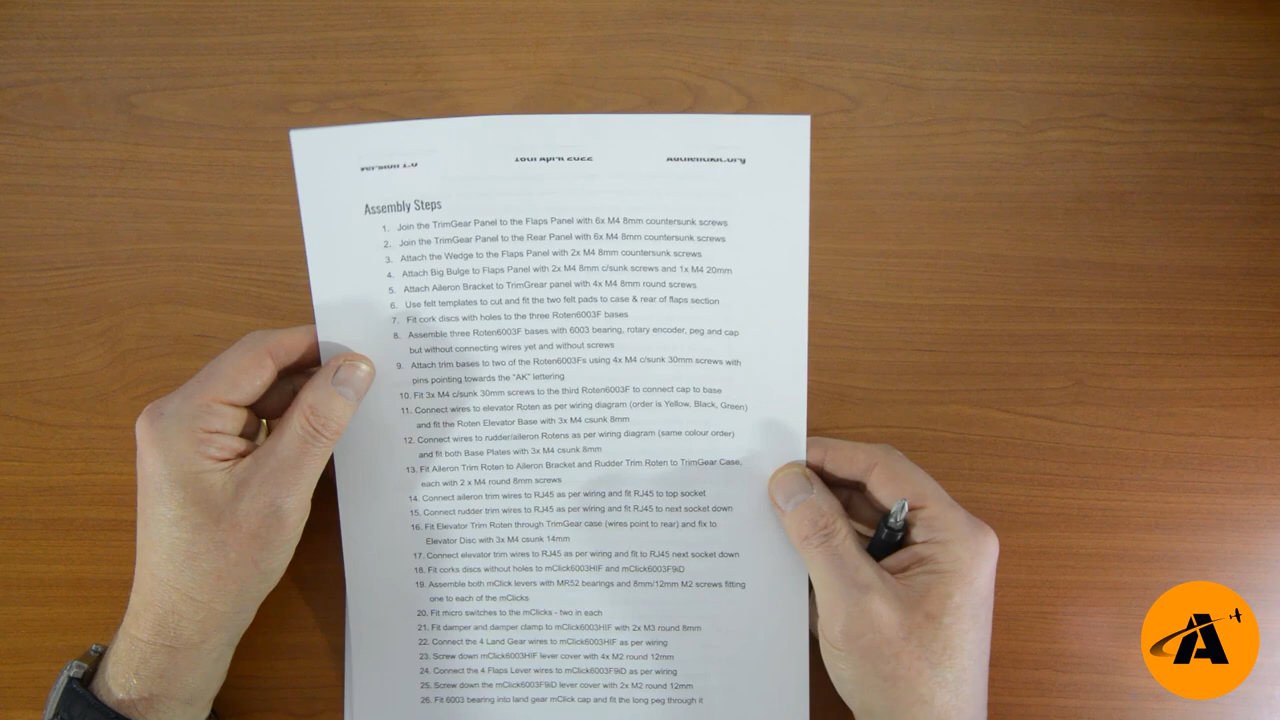 Version 1.0 18th April 2022 Authentikit.org
Assembly Steps
1. Join the TrimGear Panel to the Flaps Panel with 6x M4 8mm countersunk screws
2. Join the TrimGear Panel to the Rear Panel with 6x M4 8mm countersunk screws
3. Attach the Wedge to the Flaps Panel with 2x M4 8mm countersunk screws
4. Attach Big Bulge to Flaps Panel with 2x M4 8mm c/sunk screws and 1x M4 20mm
5. Attach Aileron Bracket to TrimGrear panel with 4x M4 8mm round screws
6. Use felt templates to cut and fit the two felt pads to case & rear of flaps section
7. Fit cork discs with holes to the three Roten6003F bases
8. Assemble three Roten6003F bases with 6003 bearing, rotary encoder, peg and cap
but without connecting wires yet and without screws
9. Attach trim bases to two of the Roten6003Fs using 4x M4 c/sunk 30mm screws with
pins pointing towards the "AK" lettering
10. Fit 3x M4 c/sunk 30mm screws to the third Roten6003F to connect cap to base
11. Connect wires to elevator Roten as per wiring diagram (order is Yellow, Black, Green)
and fit the Roten Elevator Base with 3x M4 csunk 8mm
12. Connect wires to rudder/aileron Rotens as per wiring diagram (same colour order)
and fit both Base Plates with 3x M4 csunk 8mm
13. Fit Aileron Trim Roten to Aileron Bracket and Rudder Trim Roten to TrimGear Case,
each with 2 x M4 round 8mm screws
14. Connect aileron trim wires to RJ45 as per wiring and fit RJ45 to top socket
15. Connect rudder trim wires to RJ45 as per wiring and fit RJ45 to next socket down
16. Fit Elevator Trim Roten through TrimGear case (wires point to rear) and fix to
Elevator Disc with 3x M4 csunk 14mm
17. Connect elevator trim wires to RJ45 as per wiring and fit to RJ45 next socket down
18. Fit corks discs without holes to mClick6003HIF and mClick6003F9iD
19. Assemble both mClick levers with MR52 bearings and 8mm/12mm M2 screws fitting
one to each of the mClicks
20. Fit micro switches to the mClicks - two in each
21. Fit damper and damper clamp to mClick6003HIF with 2x M3 round 8mm
22. Connect the 4 Land Gear wires to mClick6003HIF as per wiring
23. Screw down mClick6003HIF lever cover with 4x M2 round 12mm
24. Connect the 4 Flaps Lever wires to mClick6003F9iD as per wiring
25. Screw down the mClick6003F9iD lever cover with 2x M2 round 12mm
26. Fit 6003 bearing into land gear mClick cap and fit the long peg through it
A